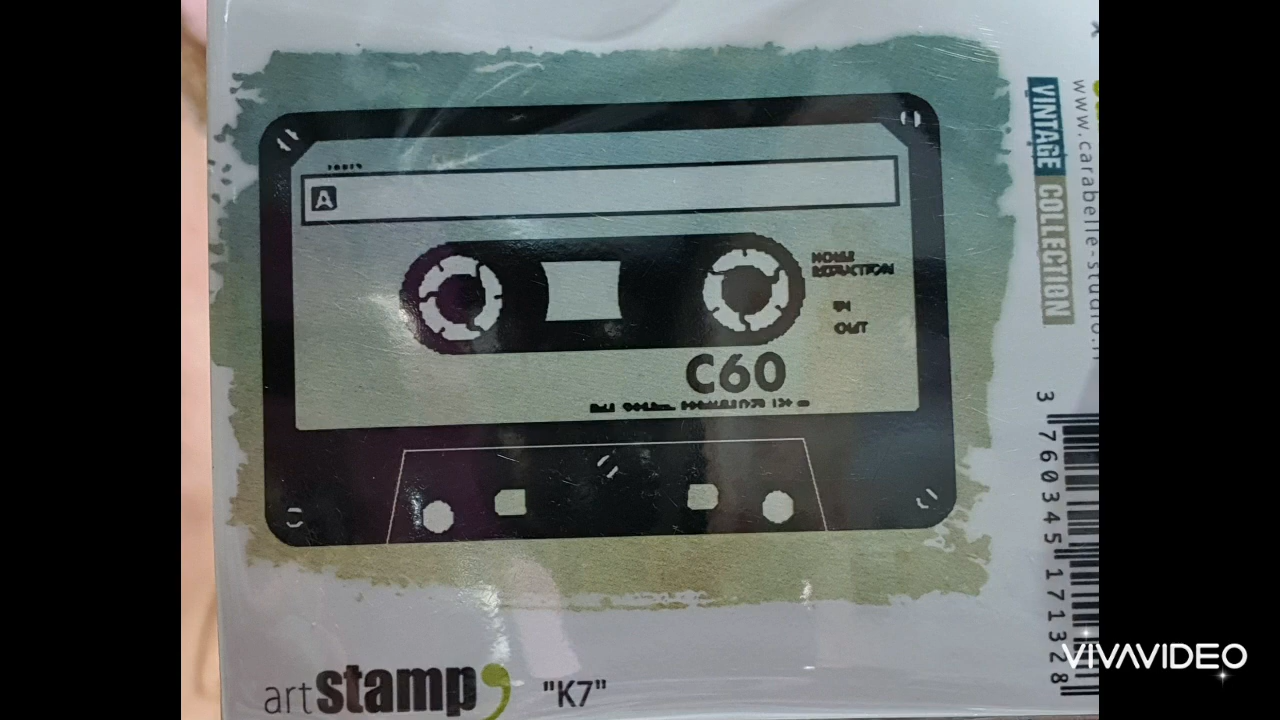 A
NOISE
REDUCTION
IN
OUT
C60
artstamp,
"K7"
VINTAGE COLLECTION
www.carabelle-studio.fr
3 760345 171328
VIVAVIDEO